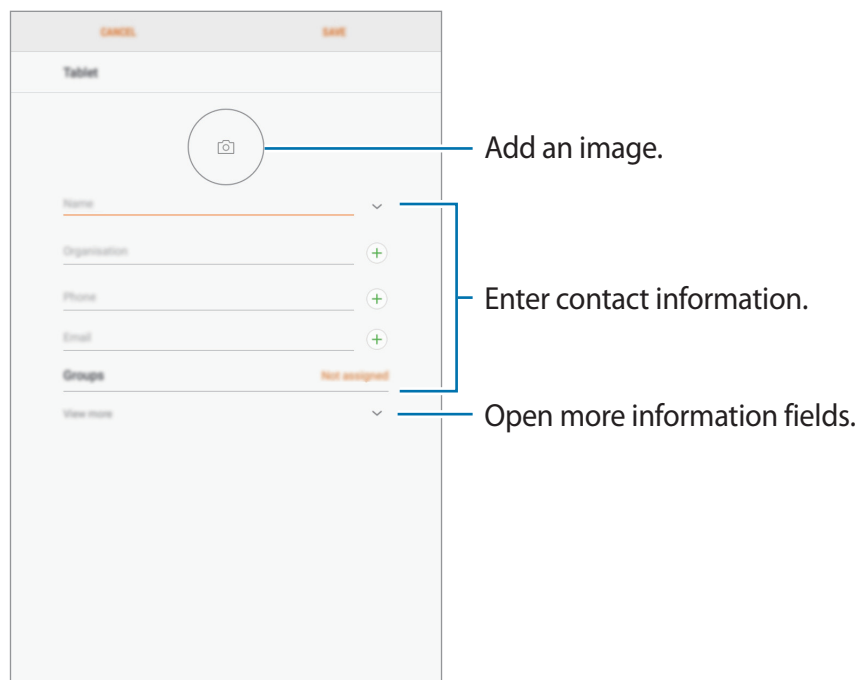 CANCEL SAVE
Tablet
Add an image.
Name
Organisation
Phone
Enter contact information.
Email
Groups Not assigned
View more
Open more information fields.